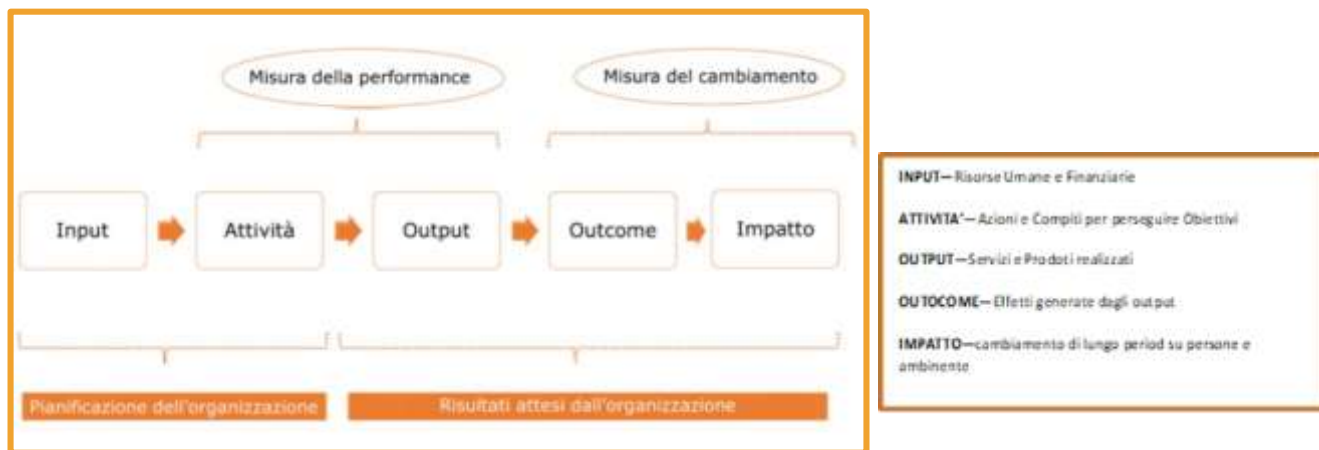 Misura della performance
Misura del cambiamento
Input
Attività
Output
Outcome
Impatto
Pianificazione dell'organizzazione
Risultati attesi dall'organizzazione
INPUT—Risorse Umane e Finanziarie
ATTIVITA'—Azioni e Compiti per perseguire Obiettivi
OUTPUT—Servizi e Prodoti realizzati
OUTOCOME—Effetti generate dagli output
IMPATTO—cambiamento di lungo period su persone e
ambinente